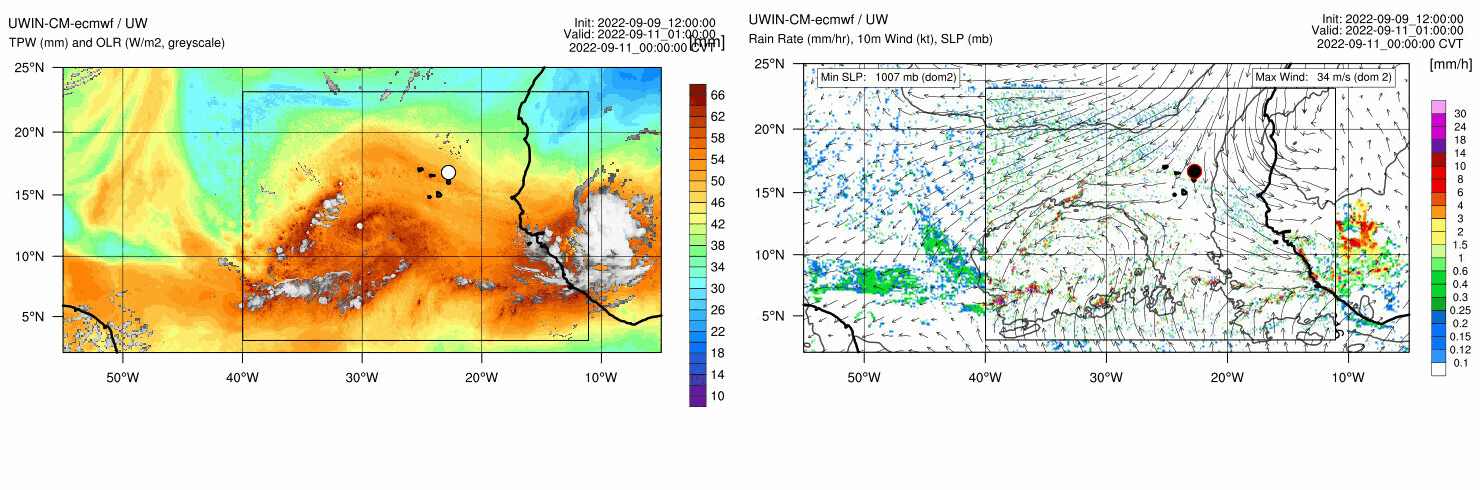 UWIN-CM-ecmwf / UW
Init: 2022-09-09_12:00:00
Valid: 2022-09-11_01:00:00
TPW (mm) and OLR (W/m2, greyscale)
2022-09-11_00:00:00 CVT
[mm]
25°N
20°N
15°N
10°N
5°N
50°W
40°W
30°W
20°W
10°W
66
62
58
54
50
46
42
38
34
30
26
22
18
14
10
UWIN-CM-ecmwf / UW
Init: 2022-09-09_12:00:00
Valid: 2022-09-11_01:00:00
Rain Rate (mm/hr), 10m Wind (kt), SLP (mb)
2022-09-11_00:00:00 CVT
[mm/h]
Min SLP: 1007 mb (dom2)
Max Wind: 34 m/s (dom 2)
25°N
20°N
15°N
10°N
5°N
50°W
40°W
30°W
20°W
10°W
30
24
18
14
10
8
6
4
3
2
1.5
1
0.6
0.4
0.3
0.25
0.2
0.15
0.12
0.1